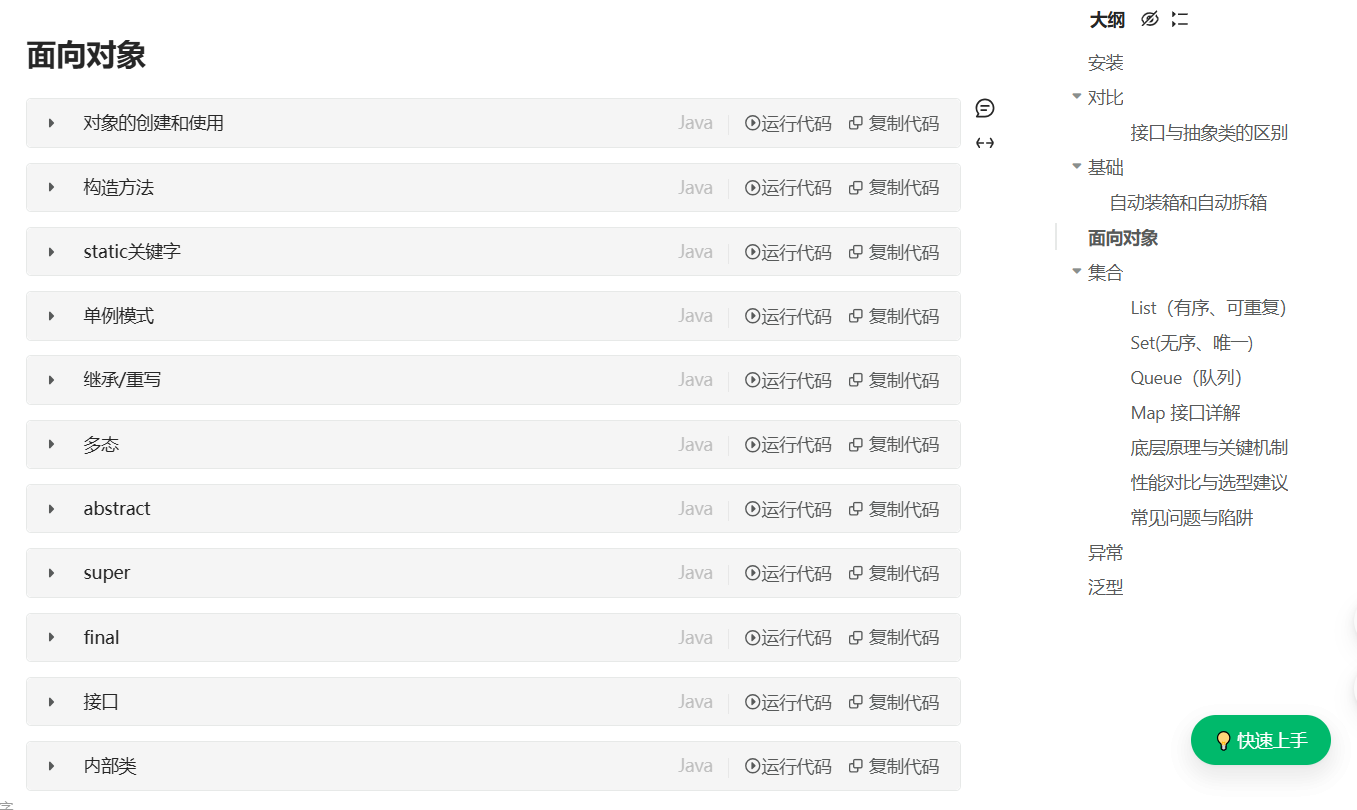 面向对象
对象的创建和使用 Java 运行代码 复制代码
构造方法 Java 运行代码 复制代码
static关键字 Java 运行代码 复制代码
单例模式 Java 运行代码 复制代码
继承/重写 Java 运行代码 复制代码
多态 Java 运行代码 复制代码
abstract Java 运行代码 复制代码
super Java 运行代码 复制代码
final Java 运行代码 复制代码
接口 Java 运行代码 复制代码
内部类 Java 运行代码 复制代码
字
大纲
安装
对比
接口与抽象类的区别
基础
自动装箱和自动拆箱
面向对象
集合
List（有序、可重复）
Set(无序、唯一)
Queue（队列）
Map 接口详解
底层原理与关键机制
性能对比与选型建议
常见问题与陷阱
异常
泛型
快速上手